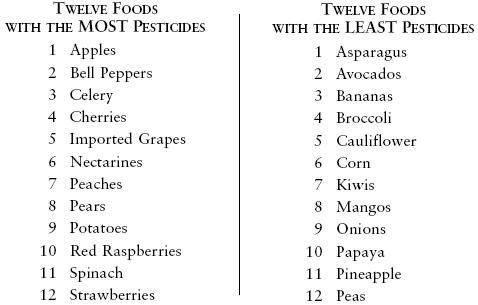 TWELVE FOODS
WITH THE MOST PESTICIDES
1 Apples
2 Bell Peppers
3 Celery
4 Cherries
5 Imported Grapes
6 Nectarines
7 Peaches
8 Pears
9 Potatoes
10 Red Raspberries
11 Spinach
12 Strawberries
TWELVE FOODS
WITH THE LEAST PESTICIDES
1 Asparagus
2 Avocados
3 Bananas
4 Broccoli
5 Cauliflower
6 Corn
7 Kiwis
8 Mangos
9 Onions
10 Papaya
11 Pineapple
12 Peas